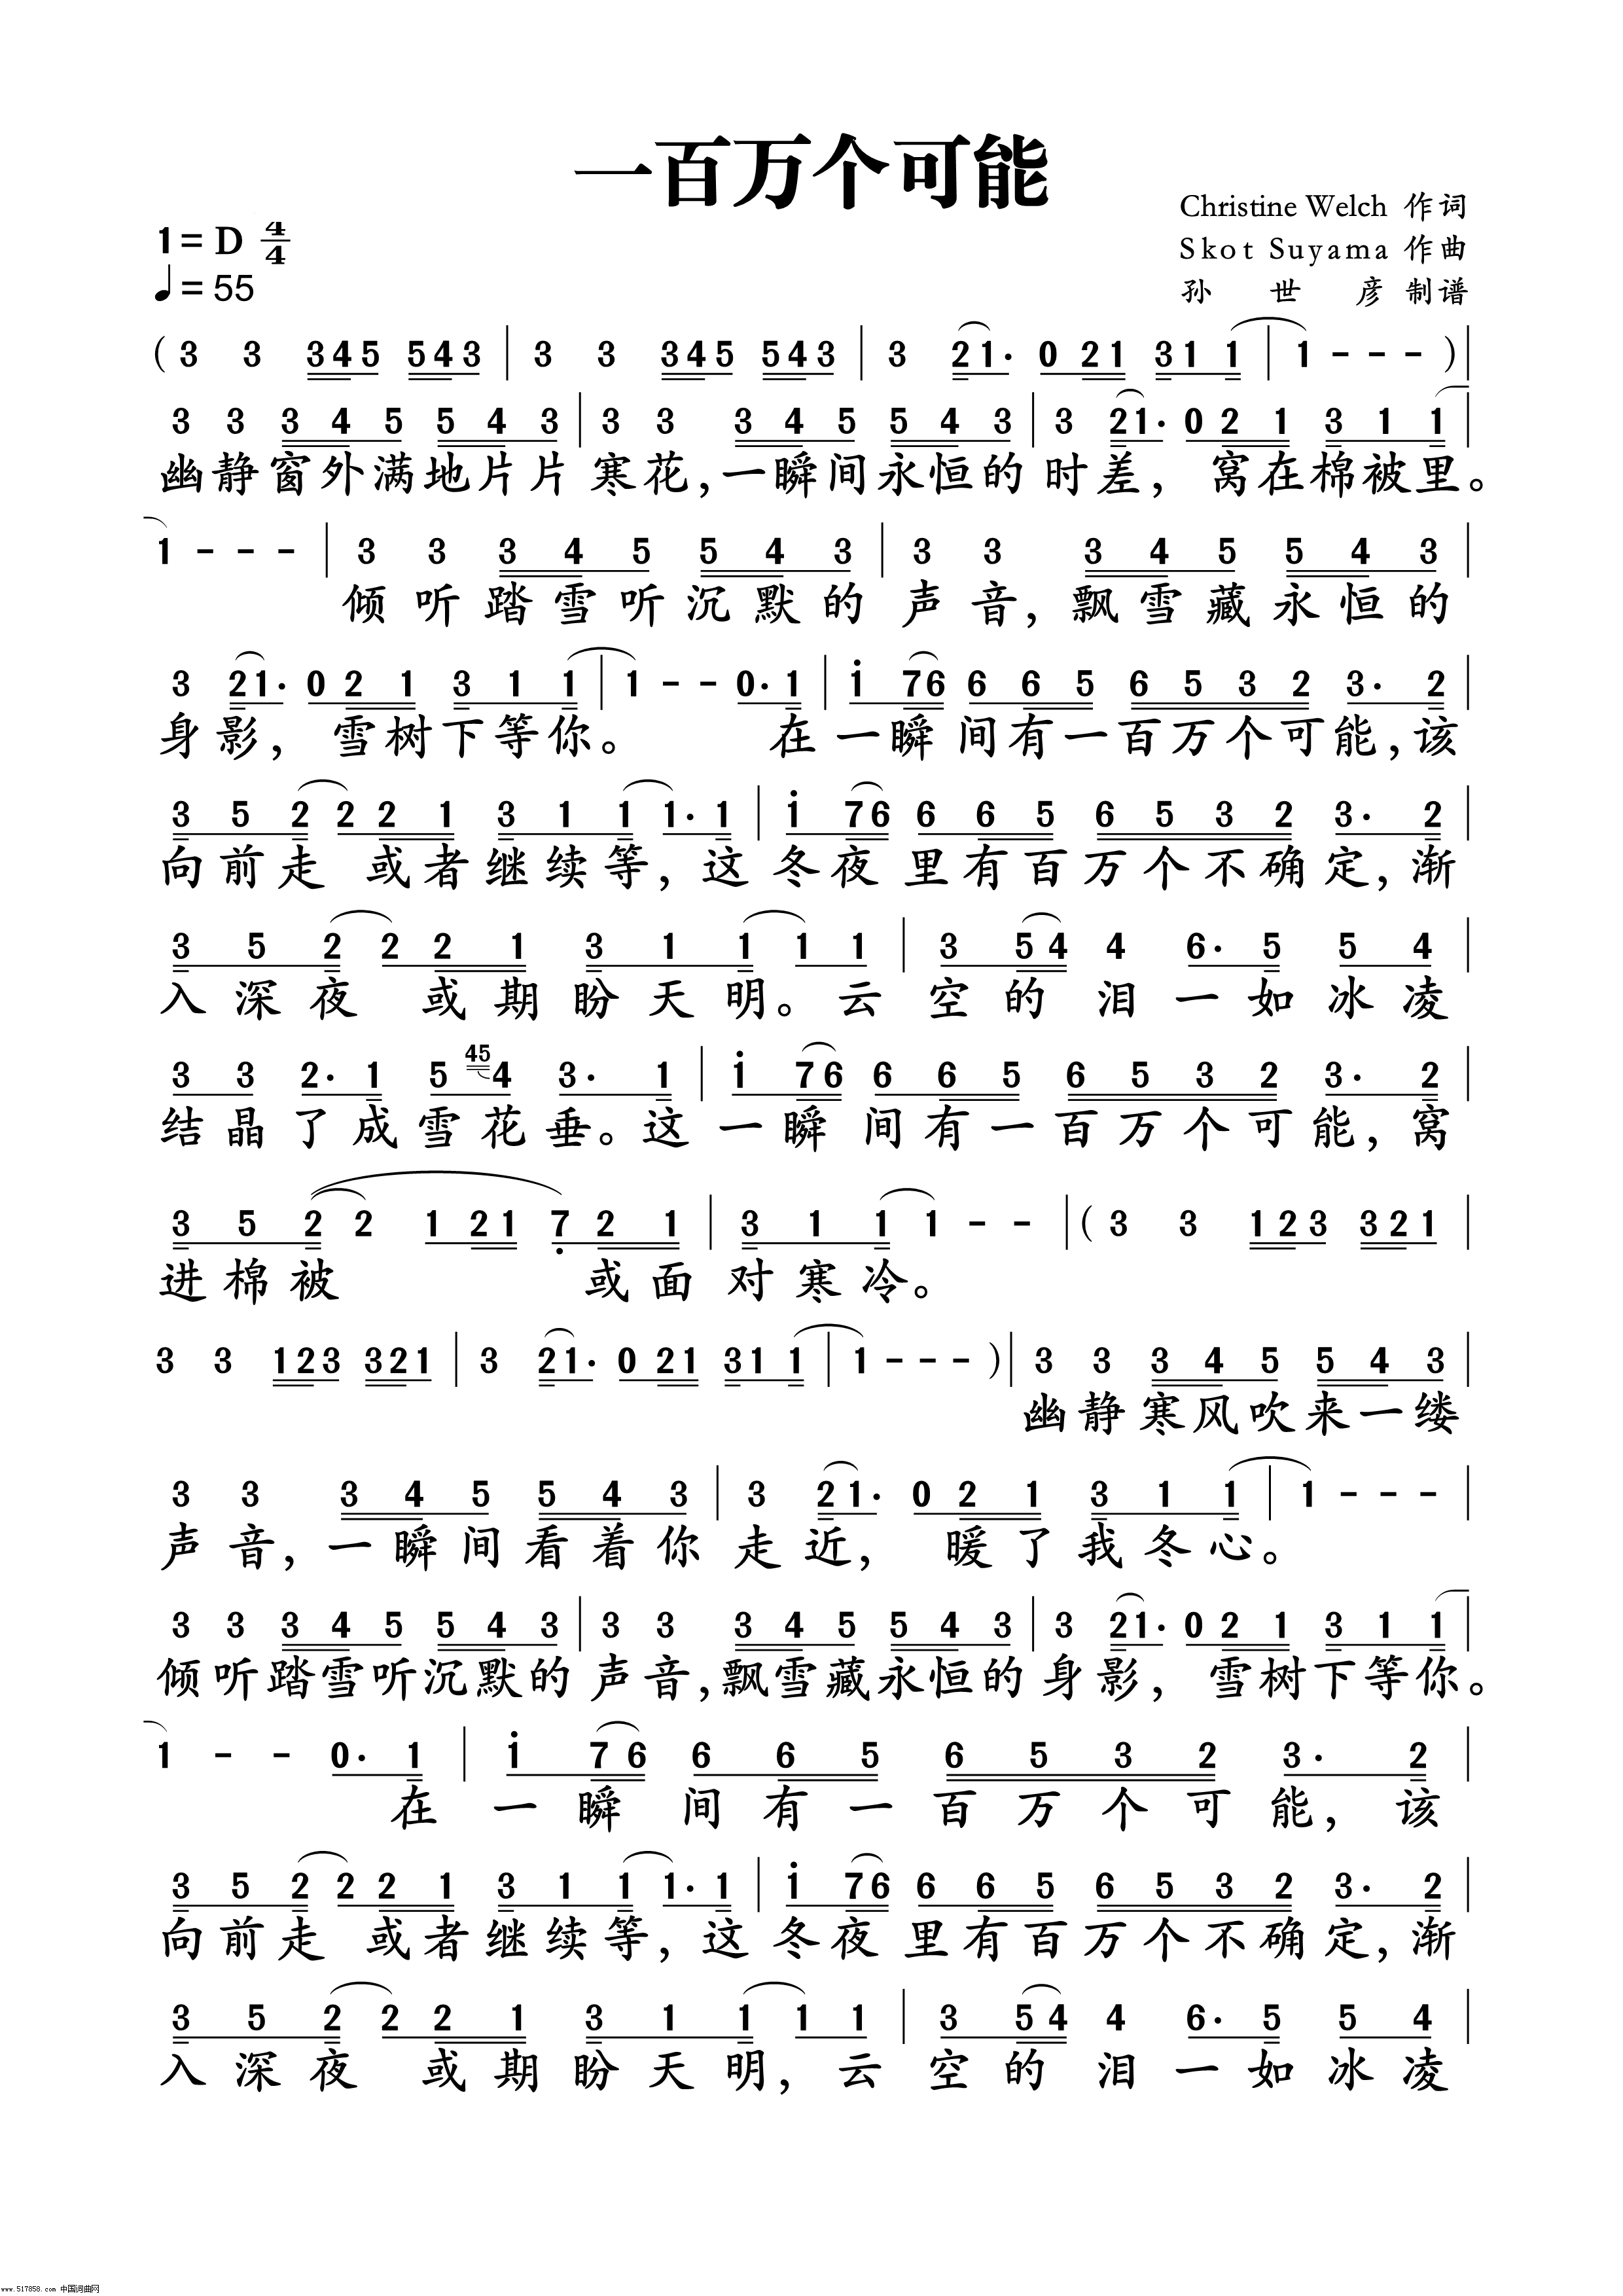 一百万个可能
Christine Welch 作词
1=D 4/4
Skot Suyama 作曲
♩=55
孙世彦 制谱
( 3 3 345 543 | 3 3 345 543 | 3 21· 0 21 31 1 | 1 - - - )|
3 3 3 4 5 5 4 3 | 3 3 3 4 5 5 4 3 | 3 21· 0 2 1 3 1 1 |
幽静窗外满地片片寒花,一瞬间永恒的时差, 窝在棉被里。
1 - - - | 3 3 3 4 5 5 4 3 | 3 3 3 4 5 5 4 3 |
倾听踏雪听沉默的声音, 飘雪藏永恒的
3 21· 0 2 1 3 1 1 | 1 - - 0· 1 | i 76 6 6 5 6 5 3 2 3· 2 |
身影, 雪树下等你。 在一瞬间有一百万个可能,该
3 5 2 2 2 1 3 1 1 1· 1 | i 76 6 6 5 6 5 3 2 3· 2 |
向前走 或者继续等, 这冬夜里有百万个不确定, 渐
3 5 2 2 2 1 3 1 1 1 1 | 3 54 4 6· 5 5 4 |
入深夜 或期盼天明。云空的泪一如冰凌
3 3 2· 1 5 45 4 3· 1 | i 76 6 6 5 6 5 3 2 3· 2 |
结晶了成雪花垂。这一瞬间有一百万个可能, 窝
3 5 2 2 1 21 7̣ 2 1 | 3 1 1 1 - - |( 3 3 123 321 |
进棉被 或面对寒冷。
3 3 123 321 | 3 21· 0 21 31 1 | 1 - - - )| 3 3 3 4 5 5 4 3 |
幽静寒风吹来一缕
3 3 3 4 5 5 4 3 | 3 21· 0 2 1 3 1 1 | 1 - - - |
声音, 一瞬间看着你走近, 暖了我冬心。
3 3 3 4 5 5 4 3 | 3 3 3 4 5 5 4 3 | 3 21· 0 2 1 3 1 1 |
倾听踏雪听沉默的声音,飘雪藏永恒的身影, 雪树下等你。
1 - - 0· 1 | i 76 6 6 5 6 5 3 2 3· 2 |
在一瞬间有一百万个可能, 该
3 5 2 2 2 1 3 1 1 1· 1 | i 76 6 6 5 6 5 3 2 3· 2 |
向前走 或者继续等, 这冬夜里有百万个不确定, 渐
3 5 2 2 2 1 3 1 1 1 1 | 3 54 4 6· 5 5 4 |
入深夜 或期盼天明, 云空的泪一如冰凌
www.517858.com 中国词曲网